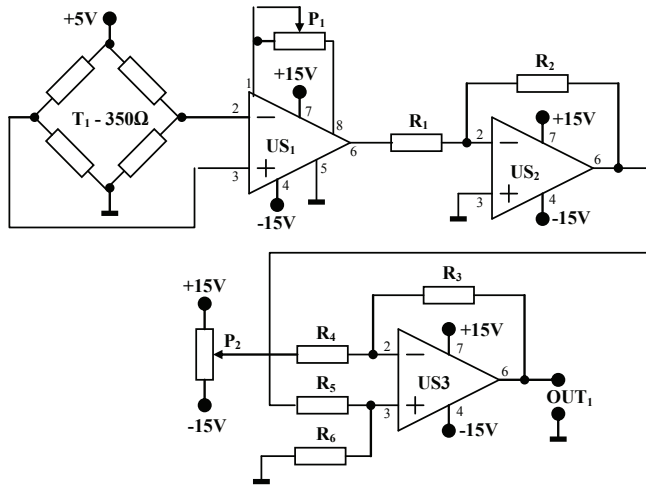 +5V
P₁
1
+15V
T₁ - 350Ω
2
7
8
US₁
6
3
5
4
-15V
R₁
R₂
+15V
2
7
US₂
6
3
4
-15V
R₃
+15V
P₂
R₄
+15V
2
7
R₅
US3
6
3
OUT₁
4
-15V
R₆
-15V